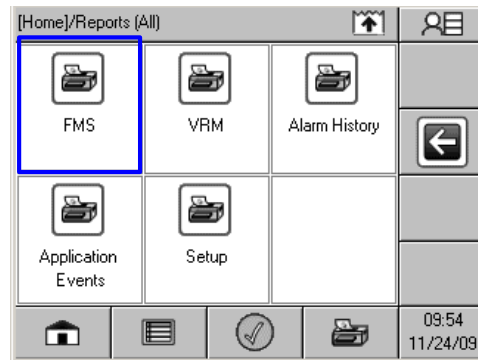 [Home]/Reports (All)
FMS
VRM
Alarm History
Application
Events
Setup
09:54
11/24/09